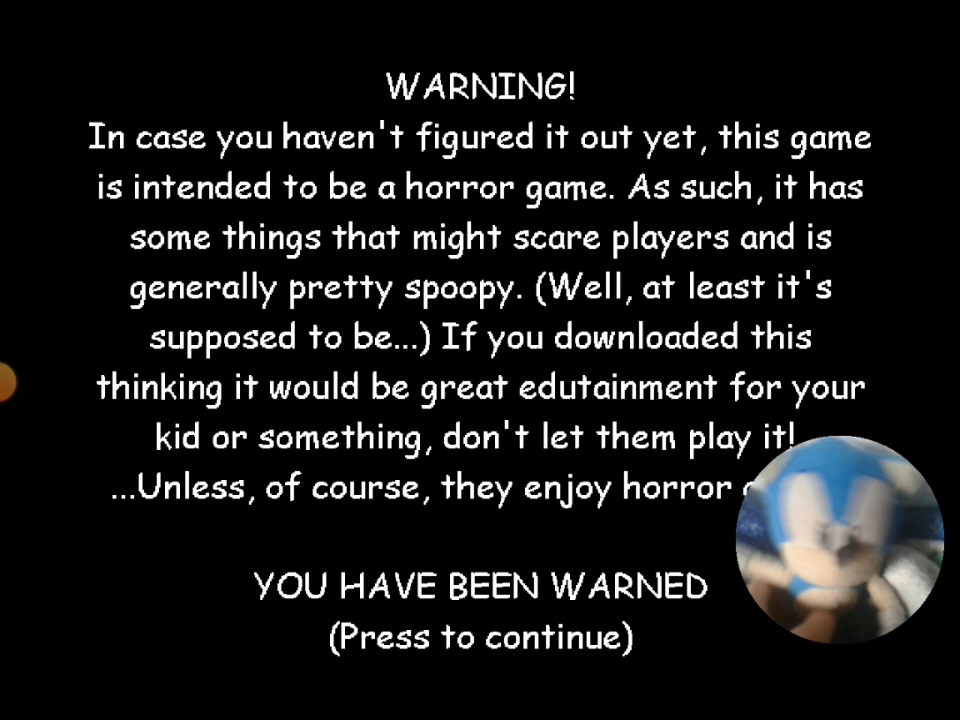 WARNING!
In case you haven't figured it out yet, this game
is intended to be a horror game. As such, it has
some things that might scare players and is
generally pretty spoopy. (Well, at least it's
supposed to be...) If you downloaded this
thinking it would be great edutainment for your
kid or something, don't let them play it!
...Unless, of course, they enjoy horror
YOU HAVE BEEN WARNED
(Press to continue)